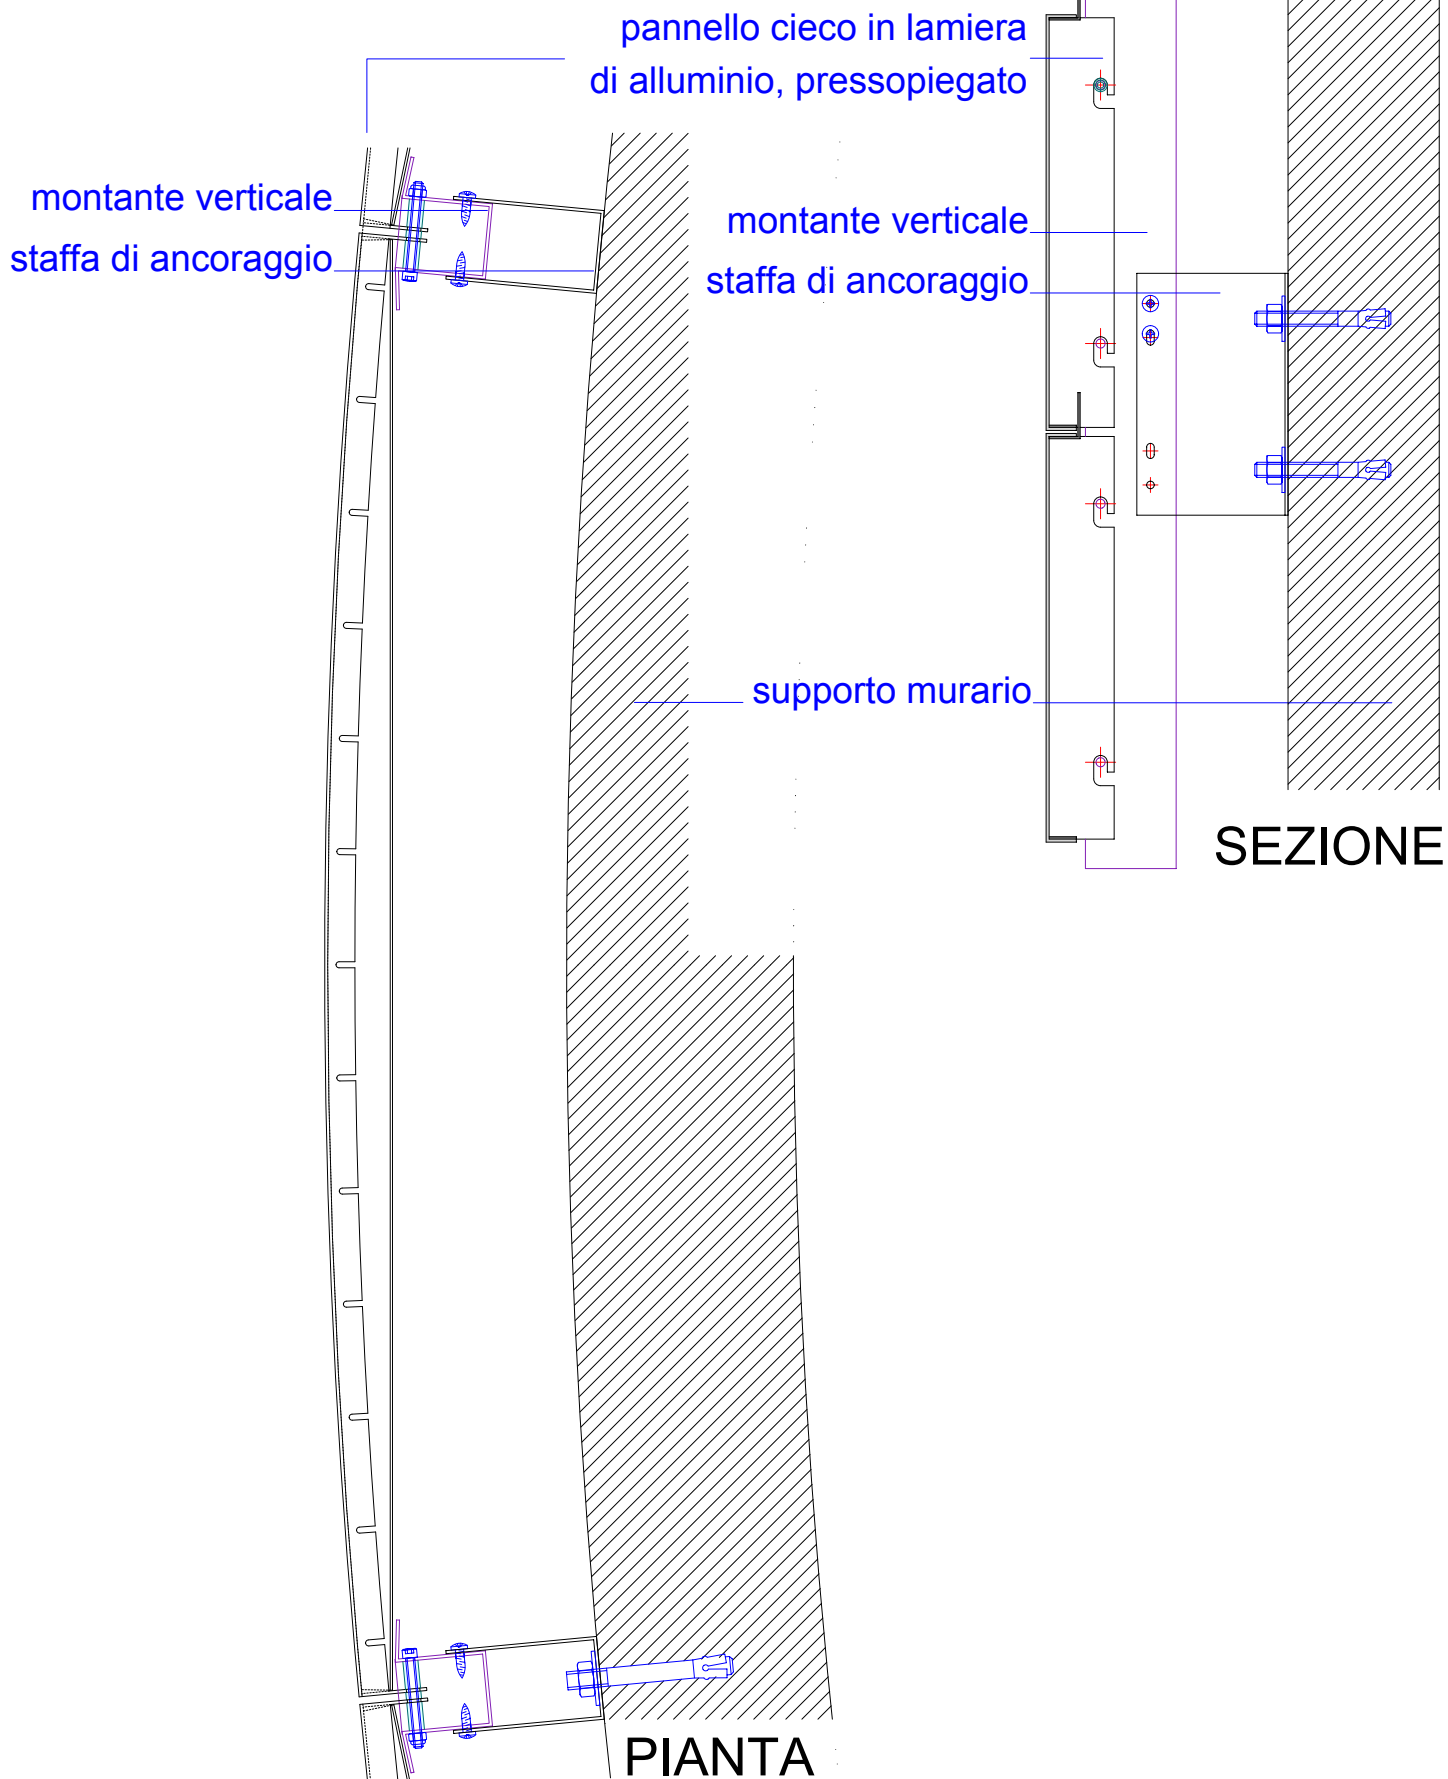 pannello cieco in lamiera
di alluminio, pressopiegato
montante verticale
staffa di ancoraggio
montante verticale
staffa di ancoraggio
supporto murario
SEZIONE
PIANTA